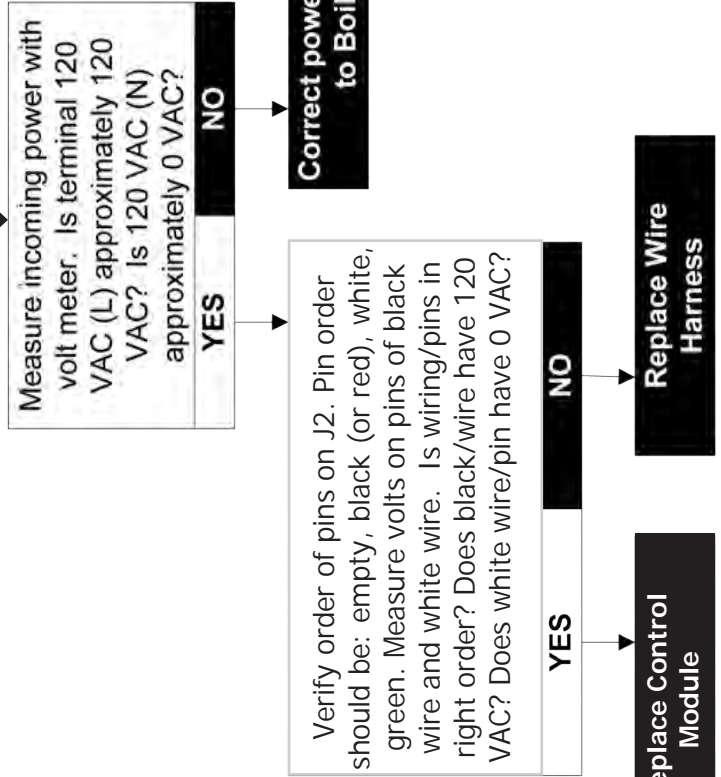 Measure incoming power with
volt meter. Is terminal 120
VAC (L) approximately 120
VAC? Is 120 VAC (N)
approximately 0 VAC?
YES
NO
Correct
to
Verify order of pins on J2. Pin order
should be: empty, black (or red), white,
green. Measure volts on pins of black
wire and white wire. Is wiring/pins in
right order? Does black/wire have 120
VAC? Does white wire/pin have 0 VAC?
YES
NO
Control
Module
Replace Wire
Harness